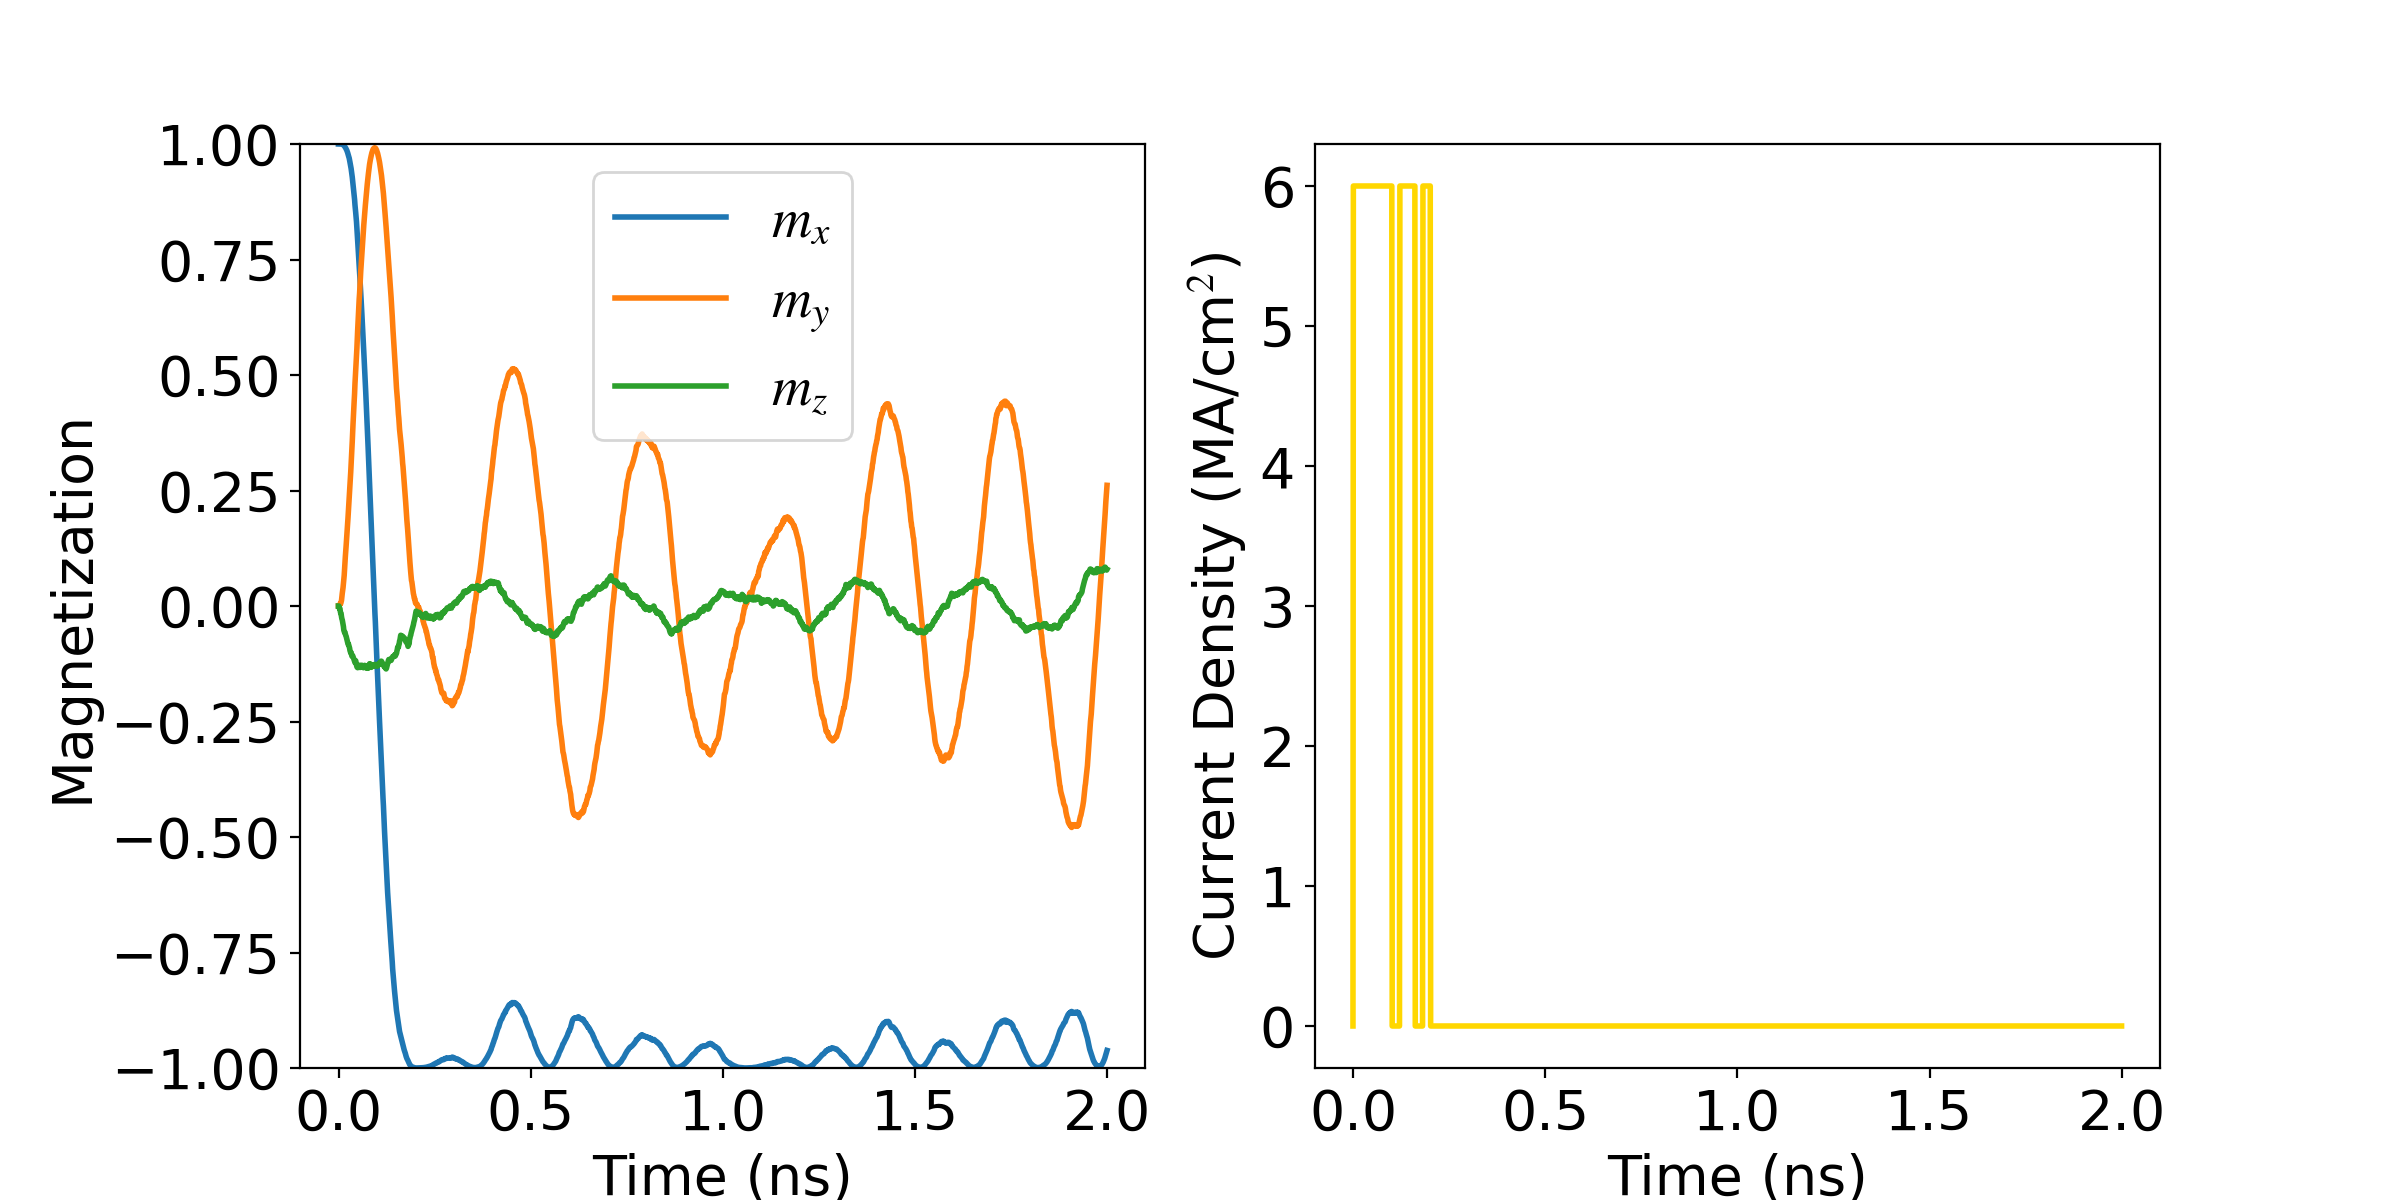 1.00
0.75
0.50
0.25
0.00
−0.25
−0.50
−0.75
−1.00
Magnetization
0.0 0.5 1.0 1.5 2.0
Time (ns)
m_x
m_y
m_z
6
5
4
3
2
1
0
Current Density (MA/cm²)
0.0 0.5 1.0 1.5 2.0
Time (ns)